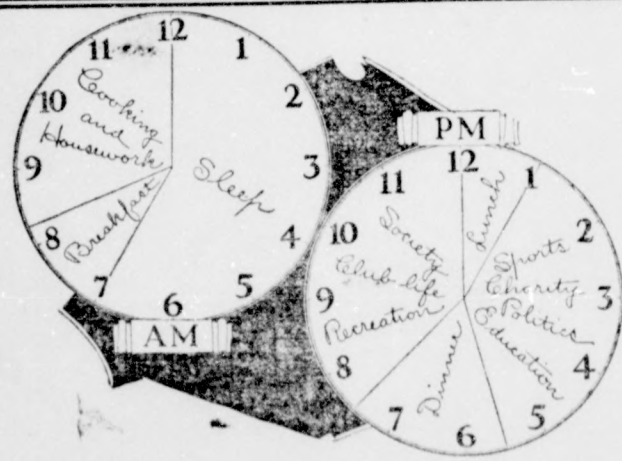 12
1
2
3
4
5
6
7
8
9
10
11
Sleep
Breakfast
Cooking
and
Housework
AM
PM
12
1
2
3
4
5
6
7
8
9
10
11
Lunch
Sports
Charity
Politics
Education
Dinner
Society
Club-life
Recreation